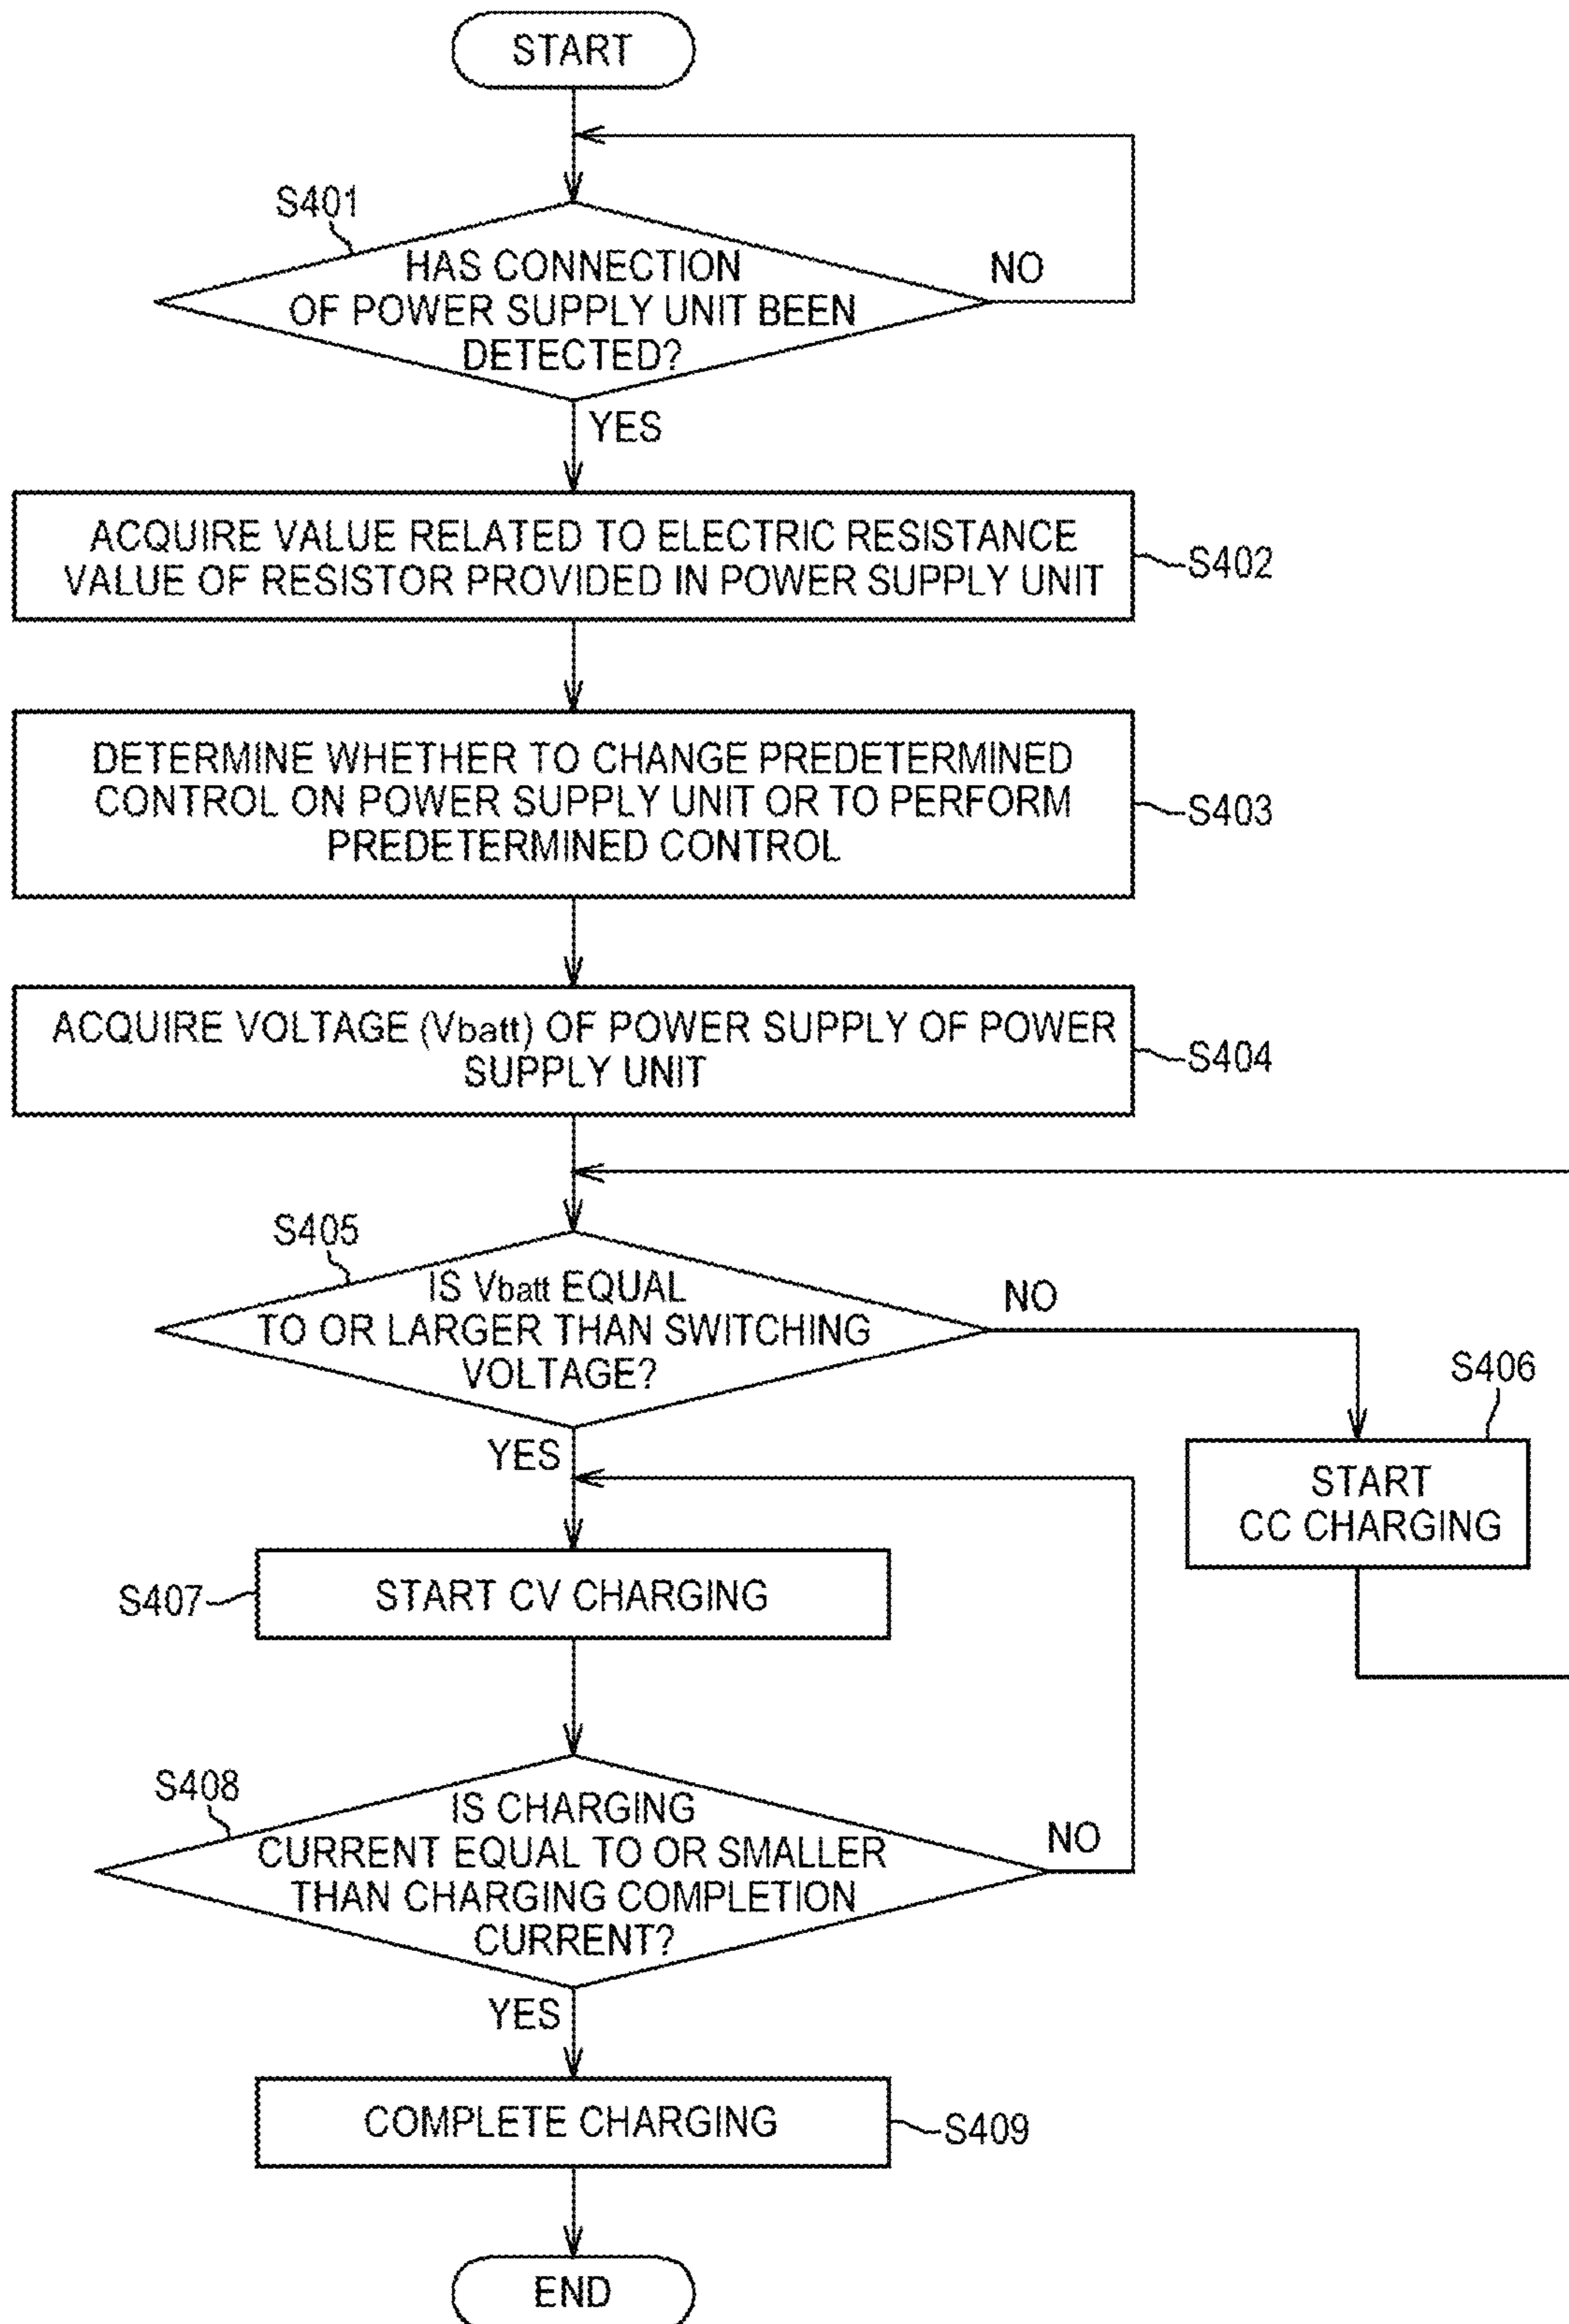 START
S401
HAS CONNECTION
OF POWER SUPPLY UNIT BEEN
DETECTED?
NO
YES
ACQUIRE VALUE RELATED TO ELECTRIC RESISTANCE
VALUE OF RESISTOR PROVIDED IN POWER SUPPLY UNIT
S402
DETERMINE WHETHER TO CHANGE PREDETERMINED
CONTROL ON POWER SUPPLY UNIT OR TO PERFORM
PREDETERMINED CONTROL
S403
ACQUIRE VOLTAGE (Vbatt) OF POWER SUPPLY OF POWER
SUPPLY UNIT
S404
S405
IS Vbatt EQUAL
TO OR LARGER THAN SWITCHING
VOLTAGE?
NO
YES
S406
START
CC CHARGING
S407
START CV CHARGING
S408
IS CHARGING
CURRENT EQUAL TO OR SMALLER
THAN CHARGING COMPLETION
CURRENT?
NO
YES
COMPLETE CHARGING
S409
END